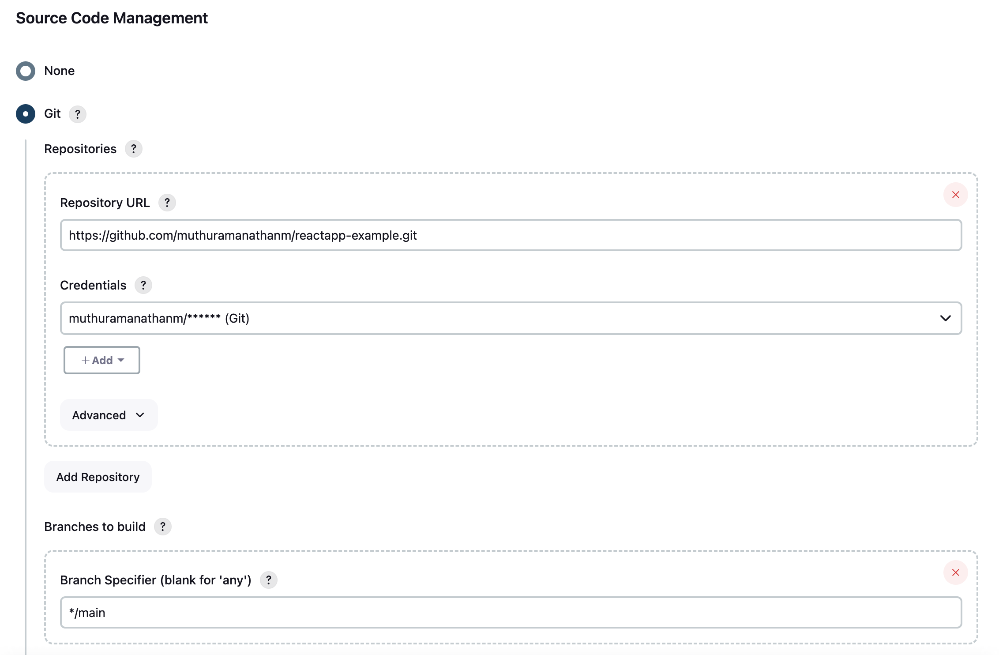 Source Code Management
None
Git ?
Repositories ?
Repository URL ?
https://github.com/muthuramanathanm/reactapp-example.git
Credentials ?
muthuramanathanm/****** (Git)
+ Add
Advanced
Add Repository
Branches to build ?
Branch Specifier (blank for 'any') ?
*/main